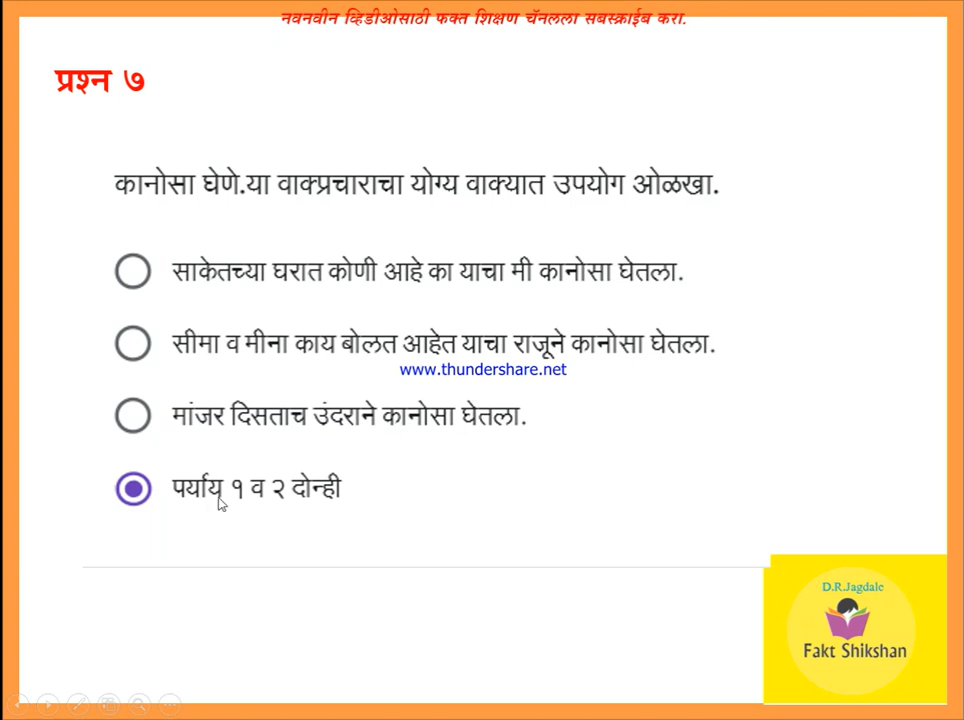 नवनवीन व्हिडीओसाठी फक्त शिक्षण चॅनलला सबस्क्राईब करा.
प्रश्न ७
कानोसा घेणे.या वाक्प्रचाराचा योग्य वाक्यात उपयोग ओळखा.
साकेतच्या घरात कोणी आहे का याचा मी कानोसा घेतला.
सीमा व मीना काय बोलत आहेत याचा राजूने कानोसा घेतला.
www.thundershare.net
मांजर दिसताच उंदराने कानोसा घेतला.
पर्याय १ व २ दोन्ही
D.R.Jagdale
Fakt Shikshan